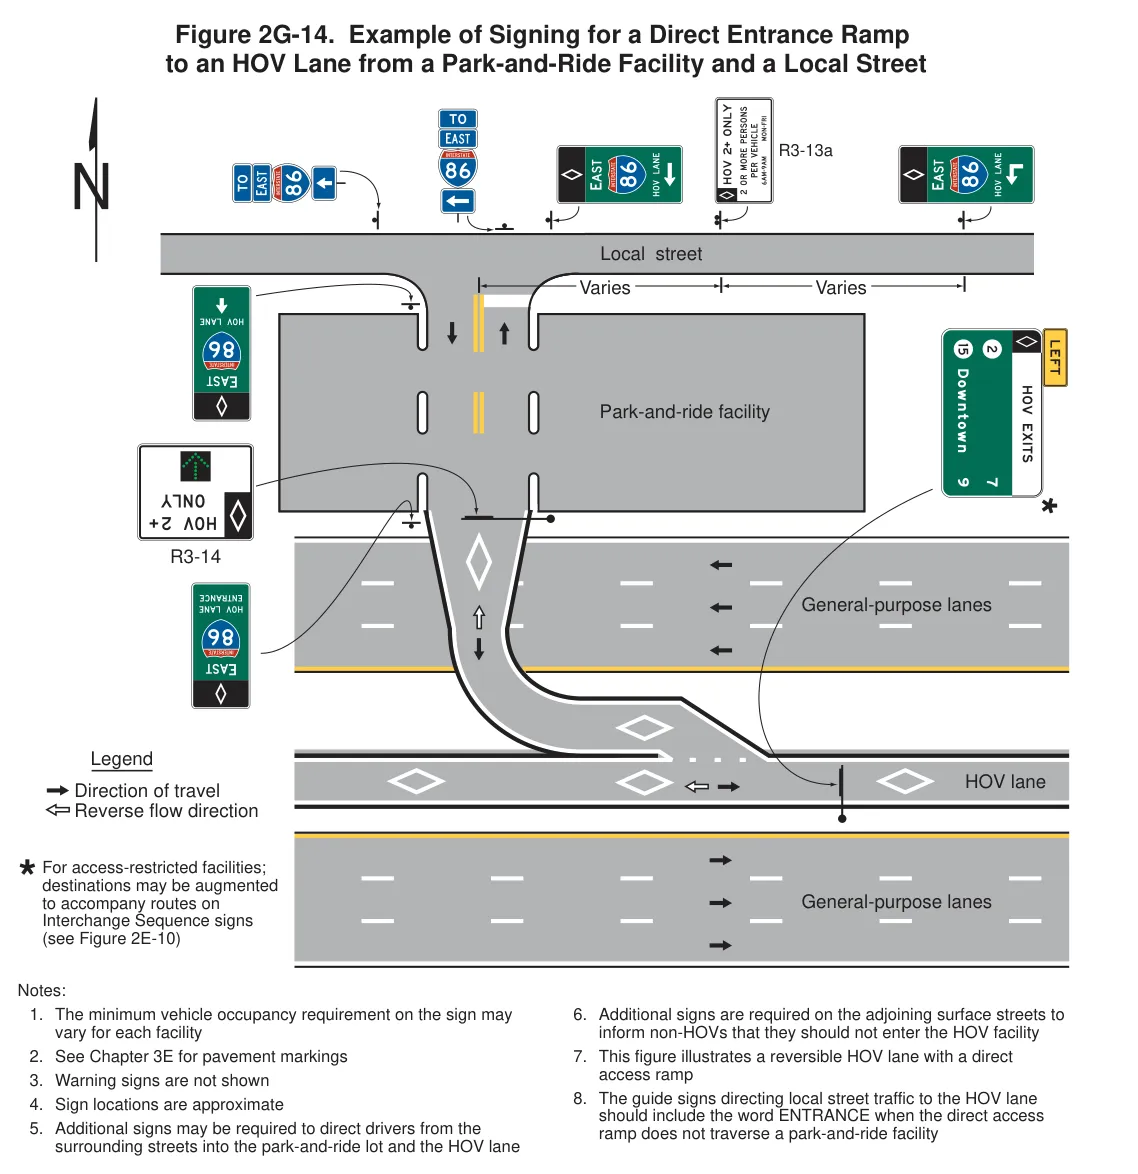 Figure 2G-14. Example of Signing for a Direct Entrance Ramp
to an HOV Lane from a Park-and-Ride Facility and a Local Street
N
TO
EAST
INTERSTATE
86
TO
EAST
INTERSTATE
86
EAST
INTERSTATE
86
HOV LANE
HOV 2+ ONLY
2 OR MORE PERSONS
PER VEHICLE
6AM-9AM MON-FRI
R3-13a
EAST
INTERSTATE
86
HOV LANE
Local street
Varies
Varies
HOV LANE
INTERSTATE
86
EAST
LEFT
HOV EXITS
2 7
15 Downtown 9
*
Park-and-ride facility
HOV 2+
ONLY
R3-14
EAST
INTERSTATE
86
HOV LANE
ENTRANCE
General-purpose lanes
HOV lane
General-purpose lanes
Legend
Direction of travel
Reverse flow direction
* For access-restricted facilities;
destinations may be augmented
to accompany routes on
Interchange Sequence signs
(see Figure 2E-10)
Notes:
1. The minimum vehicle occupancy requirement on the sign may
vary for each facility
2. See Chapter 3E for pavement markings
3. Warning signs are not shown
4. Sign locations are approximate
5. Additional signs may be required to direct drivers from the
surrounding streets into the park-and-ride lot and the HOV lane
6. Additional signs are required on the adjoining surface streets to
inform non-HOVs that they should not enter the HOV facility
7. This figure illustrates a reversible HOV lane with a direct
access ramp
8. The guide signs directing local street traffic to the HOV lane
should include the word ENTRANCE when the direct access
ramp does not traverse a park-and-ride facility